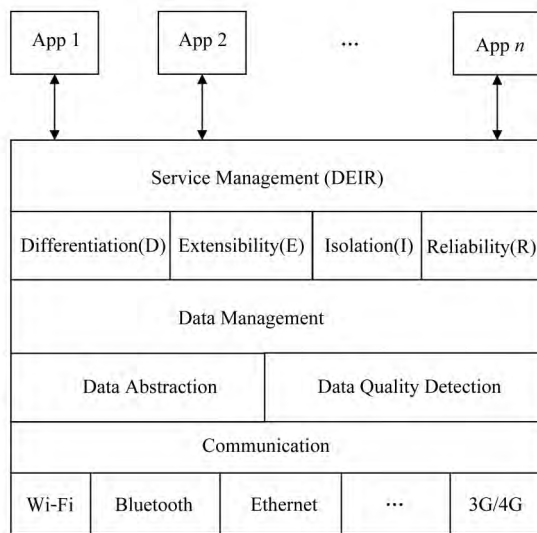 App 1 App 2 ... App n
Service Management (DEIR)
Differentiation(D) Extensibility(E) Isolation(I) Reliability(R)
Data Management
Data Abstraction Data Quality Detection
Communication
Wi-Fi Bluetooth Ethernet ... 3G/4G